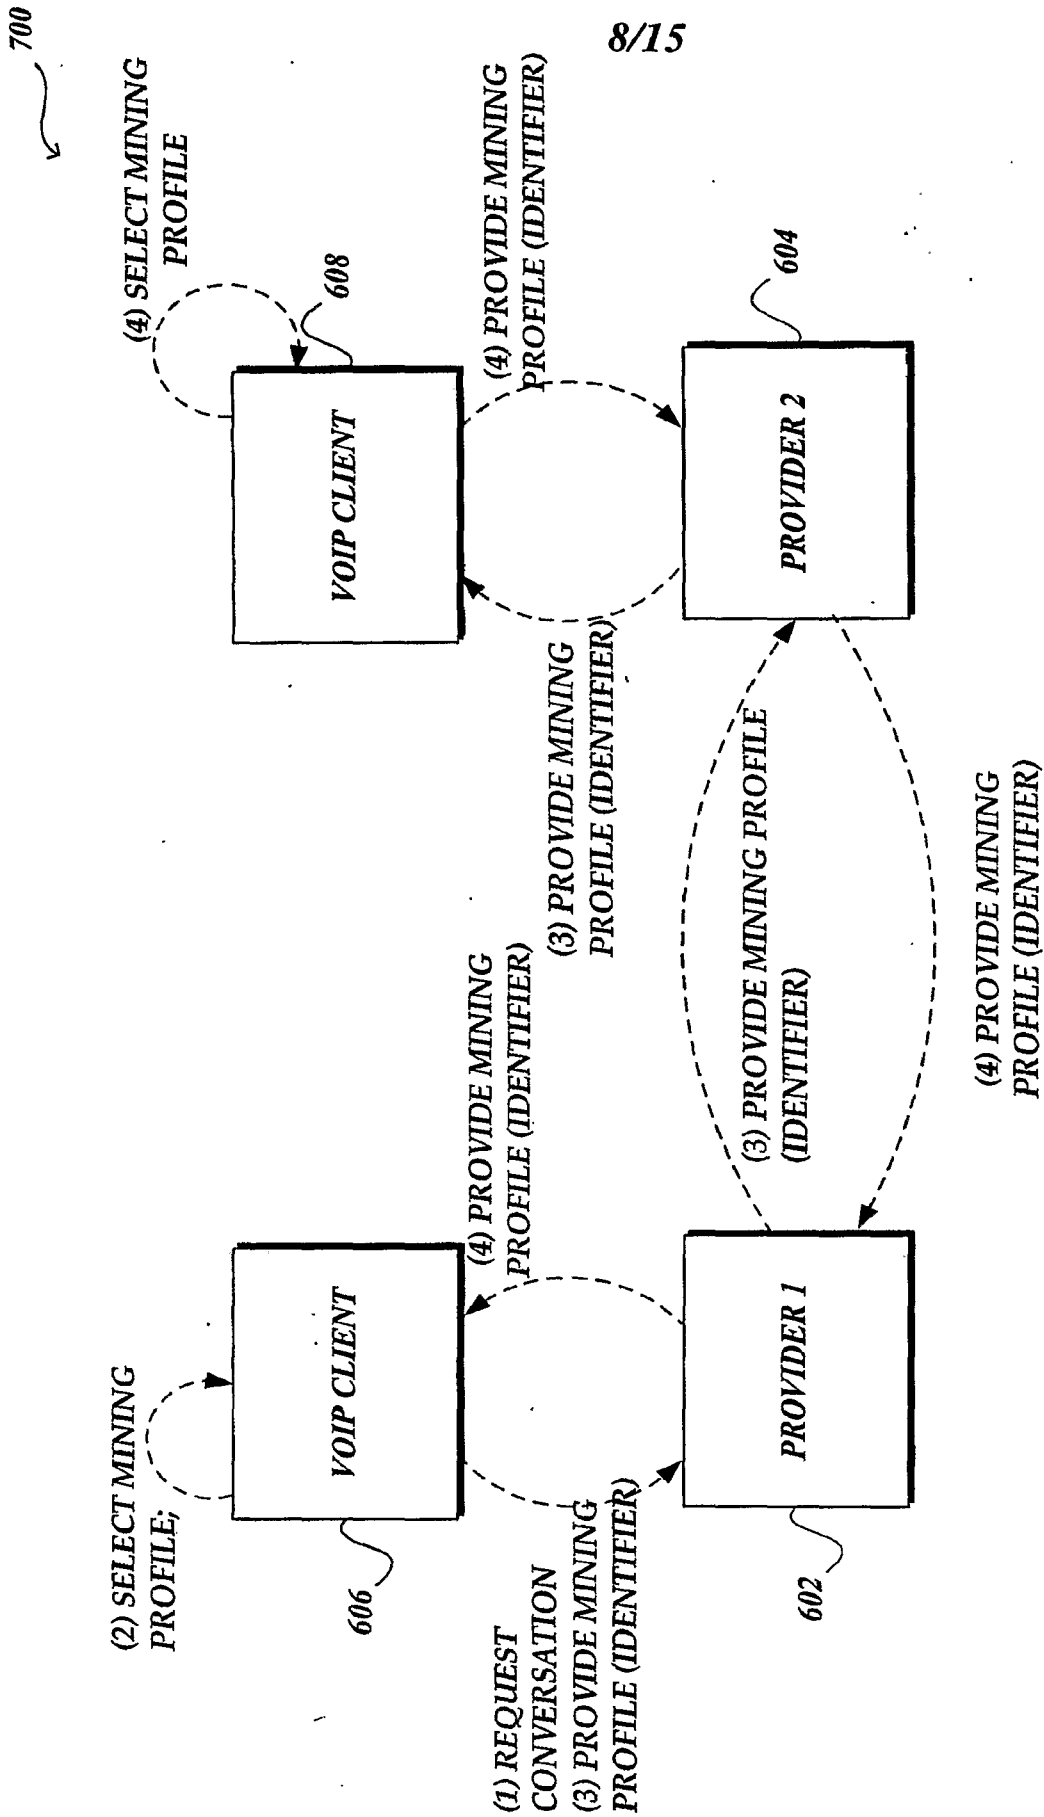 8/15
700
(2) SELECT MINING
PROFILE;
VOIP CLIENT
606
(1) REQUEST
CONVERSATION
(3) PROVIDE MINING
PROFILE (IDENTIFIER)
(4) PROVIDE MINING
PROFILE (IDENTIFIER)
PROVIDER 1
602
(3) PROVIDE MINING PROFILE
(IDENTIFIER)
(4) PROVIDE MINING
PROFILE (IDENTIFIER)
(4) SELECT MINING
PROFILE
VOIP CLIENT
608
(3) PROVIDE MINING
PROFILE (IDENTIFIER)
(4) PROVIDE MINING
PROFILE (IDENTIFIER)
PROVIDER 2
604